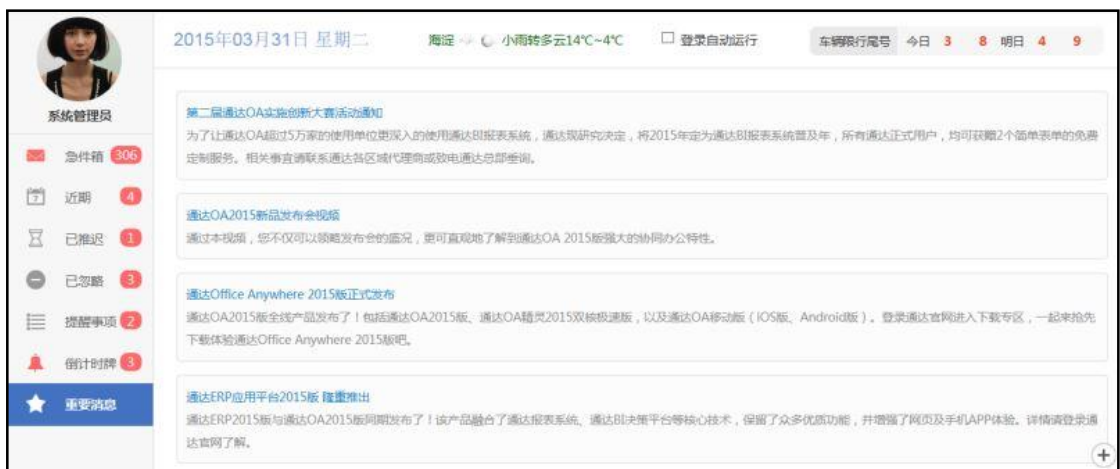 2015年03月31日 星期二
海淀 小雨转多云14℃~4℃
登录自动运行
车辆限行尾号 今日 3 8 明日 4 9
系统管理员
急件箱 306
7 近期 4
已推迟 1
已忽略 3
提醒事项 2
倒计时牌 3
重要消息
第二届通达OA实施创新大赛活动通知
为了让通达OA超过5万家的使用单位更深入的使用通达BI报表系统，通达现研究决定，将2015年定为通达BI报表系统普及年，所有通达正式用户，均可获赠2个简单表单的免费
定制服务。相关事宜请联系通达各区域代理商或致电通达总部垂询。
通达OA2015新品发布会视频
通过本视频，您不仅可以领略发布会的盛况，更可直观地了解到通达OA 2015版强大的协同办公特性。
通达Office Anywhere 2015版正式发布
通达OA2015版全线产品发布了！包括通达OA2015版、通达OA精灵2015双核极速版，以及通达OA移动版（iOS版、Android版）。登录通达官网进入下载专区，一起来抢先
下载体验通达Office Anywhere 2015版吧。
通达ERP应用平台2015版 隆重推出
通达ERP2015版与通达OA2015版同期发布了！该产品融合了通达报表系统、通达BI决策平台等核心技术，保留了众多优质功能，并增强了网页及手机APP体验。详情请登录通
达官网了解。